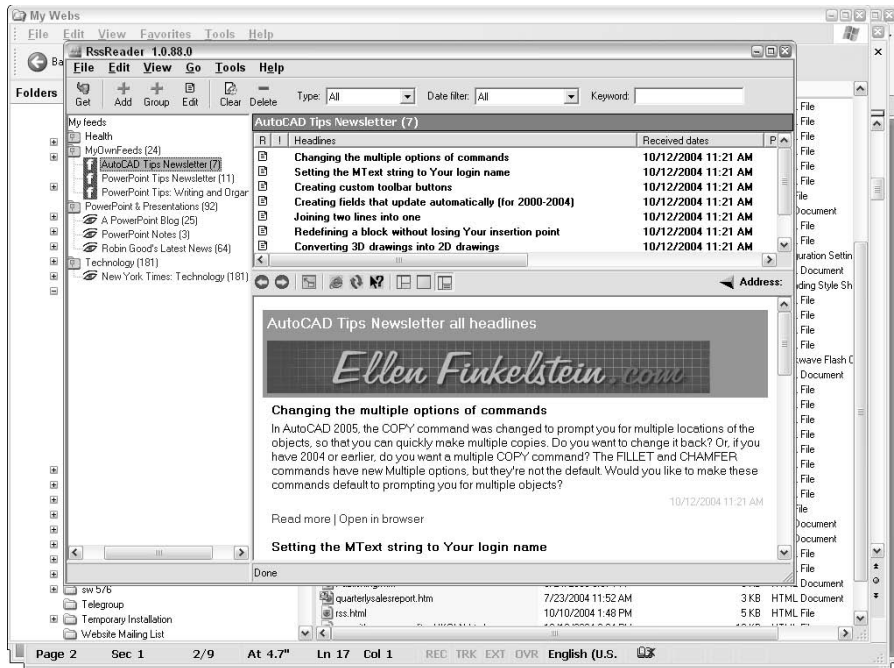 My Webs
File Edit View Favorites Tools Help
Ba
Folders
RssReader 1.0.88.0
File Edit View Go Tools Help
Get Add Group Edit Clear Delete Type: All Date filter: All Keyword:
My feeds
Health
MyOwnFeeds (24)
AutoCAD Tips Newsletter (7)
PowerPoint Tips Newsletter (11)
PowerPoint Tips: Writing and Organ
PowerPoint & Presentations (92)
A PowerPoint Blog (25)
PowerPoint Notes (3)
Robin Good's Latest News (64)
Technology (181)
New York Times: Technology (181)
AutoCAD Tips Newsletter (7)
R ! Headlines Received dates P
Changing the multiple options of commands 10/12/2004 11:21 AM
Setting the MText string to Your login name 10/12/2004 11:21 AM
Creating custom toolbar buttons 10/12/2004 11:21 AM
Creating fields that update automatically (for 2000-2004) 10/12/2004 11:21 AM
Joining two lines into one 10/12/2004 11:21 AM
Redefining a block without losing Your insertion point 10/12/2004 11:21 AM
Converting 3D drawings into 2D drawings 10/12/2004 11:21 AM
Address:
AutoCAD Tips Newsletter all headlines
Ellen Finkelstein.com
Changing the multiple options of commands
In AutoCAD 2005, the COPY command was changed to prompt you for multiple locations of the
objects, so that you can quickly make multiple copies. Do you want to change it back? Or, if you
have 2004 or earlier, do you want a multiple COPY command? The FILLET and CHAMFER
commands have new Multiple options, but they're not the default. Would you like to make these
commands default to prompting you for multiple objects?
10/12/2004 11:21 AM
Read more | Open in browser
Setting the MText string to Your login name
Done
File
File
File
File
File
File
File
Document
File
File
uration Settin
Document
ding Style Sh
File
File
File
File
wave Flash
Document
File
File
File
File
File
File
File
File
Document
Document
Document
File
File
sw 576
Telegroup
Temporary Installation
Website Mailing List
HTML Document
quarterlysalesreport.htm 7/23/2004 11:52 AM 3 KB HTML Document
rss.html 10/10/2004 1:48 PM 5 KB HTML File
Page 2 Sec 1 2/9 At 4.7" Ln 17 Col 1 REC TRK EXT OVR English (U.S.